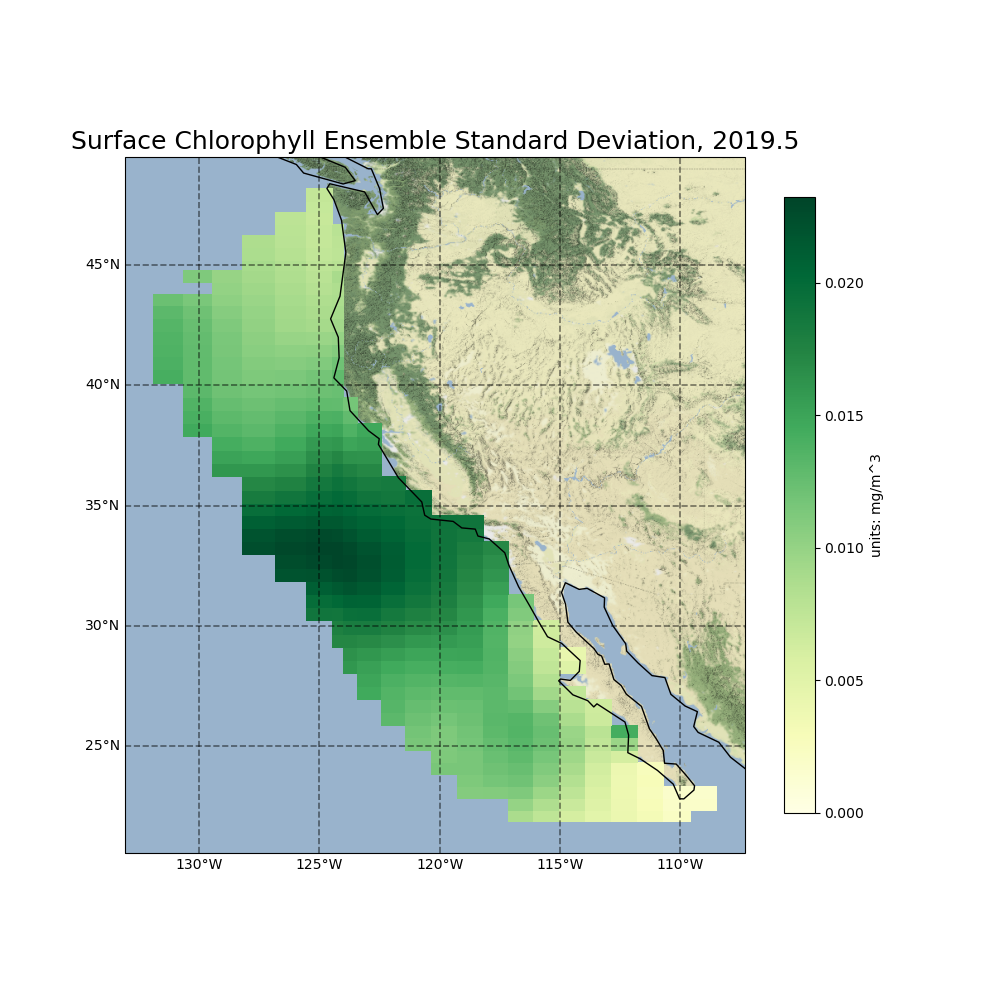 Surface Chlorophyll Ensemble Standard Deviation, 2019.5
45°N
40°N
35°N
30°N
25°N
130°W
125°W
120°W
115°W
110°W
0.020
0.015
0.010
0.005
0.000
units: mg/m^3